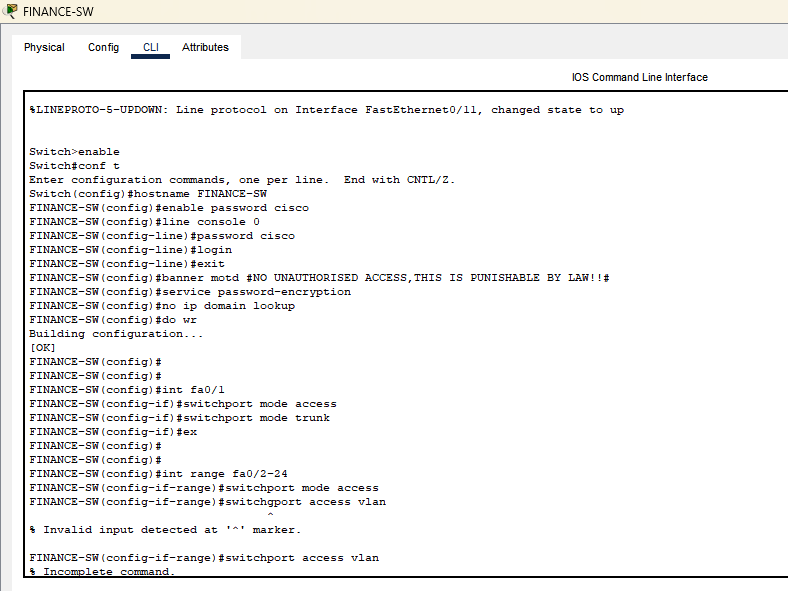 FINANCE-SW
Physical Config CLI Attributes
IOS Command Line Interface
%LINEPROTO-5-UPDOWN: Line protocol on Interface FastEthernet0/11, changed state to up
Switch>enable
Switch#conf t
Enter configuration commands, one per line.  End with CNTL/Z.
Switch(config)#hostname FINANCE-SW
FINANCE-SW(config)#enable password cisco
FINANCE-SW(config)#line console 0
FINANCE-SW(config-line)#password cisco
FINANCE-SW(config-line)#login
FINANCE-SW(config-line)#exit
FINANCE-SW(config)#banner motd #NO UNAUTHORISED ACCESS,THIS IS PUNISHABLE BY LAW!!#
FINANCE-SW(config)#service password-encryption
FINANCE-SW(config)#no ip domain lookup
FINANCE-SW(config)#do wr
Building configuration...
[OK]
FINANCE-SW(config)#
FINANCE-SW(config)#
FINANCE-SW(config)#int fa0/1
FINANCE-SW(config-if)#switchport mode access
FINANCE-SW(config-if)#switchport mode trunk
FINANCE-SW(config-if)#ex
FINANCE-SW(config)#
FINANCE-SW(config)#
FINANCE-SW(config)#int range fa0/2-24
FINANCE-SW(config-if-range)#switchport mode access
FINANCE-SW(config-if-range)#switchgport access vlan
^
% Invalid input detected at '^' marker.
FINANCE-SW(config-if-range)#switchport access vlan
% Incomplete command.